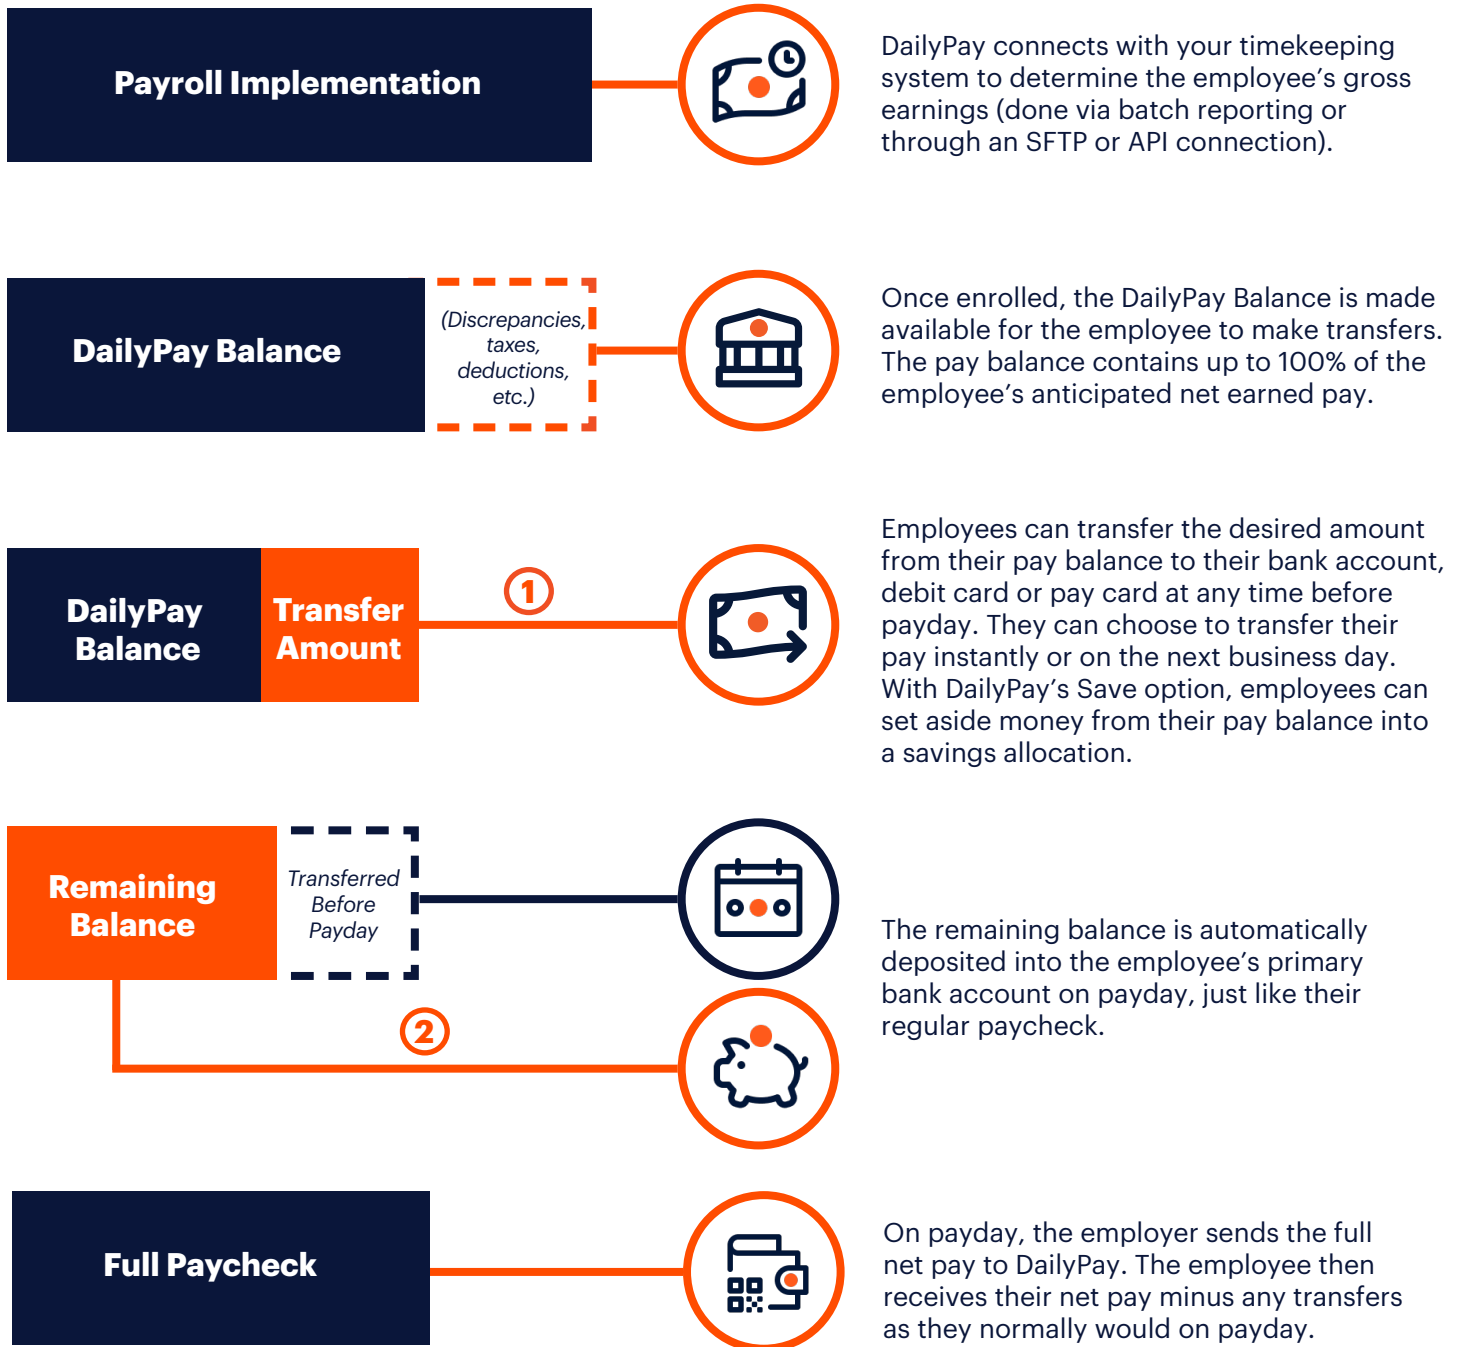 Payroll Implementation
DailyPay connects with your timekeeping
system to determine the employee’s gross
earnings (done via batch reporting or
through an SFTP or API connection).
DailyPay Balance
(Discrepancies,
taxes,
deductions,
etc.)
Once enrolled, the DailyPay Balance is made
available for the employee to make transfers.
The pay balance contains up to 100% of the
employee’s anticipated net earned pay.
DailyPay
Balance
Transfer
Amount
1
Employees can transfer the desired amount
from their pay balance to their bank account,
debit card or pay card at any time before
payday. They can choose to transfer their
pay instantly or on the next business day.
With DailyPay’s Save option, employees can
set aside money from their pay balance into
a savings allocation.
Remaining
Balance
Transferred
Before
Payday
2
The remaining balance is automatically
deposited into the employee’s primary
bank account on payday, just like their
regular paycheck.
Full Paycheck
On payday, the employer sends the full
net pay to DailyPay. The employee then
receives their net pay minus any transfers
as they normally would on payday.